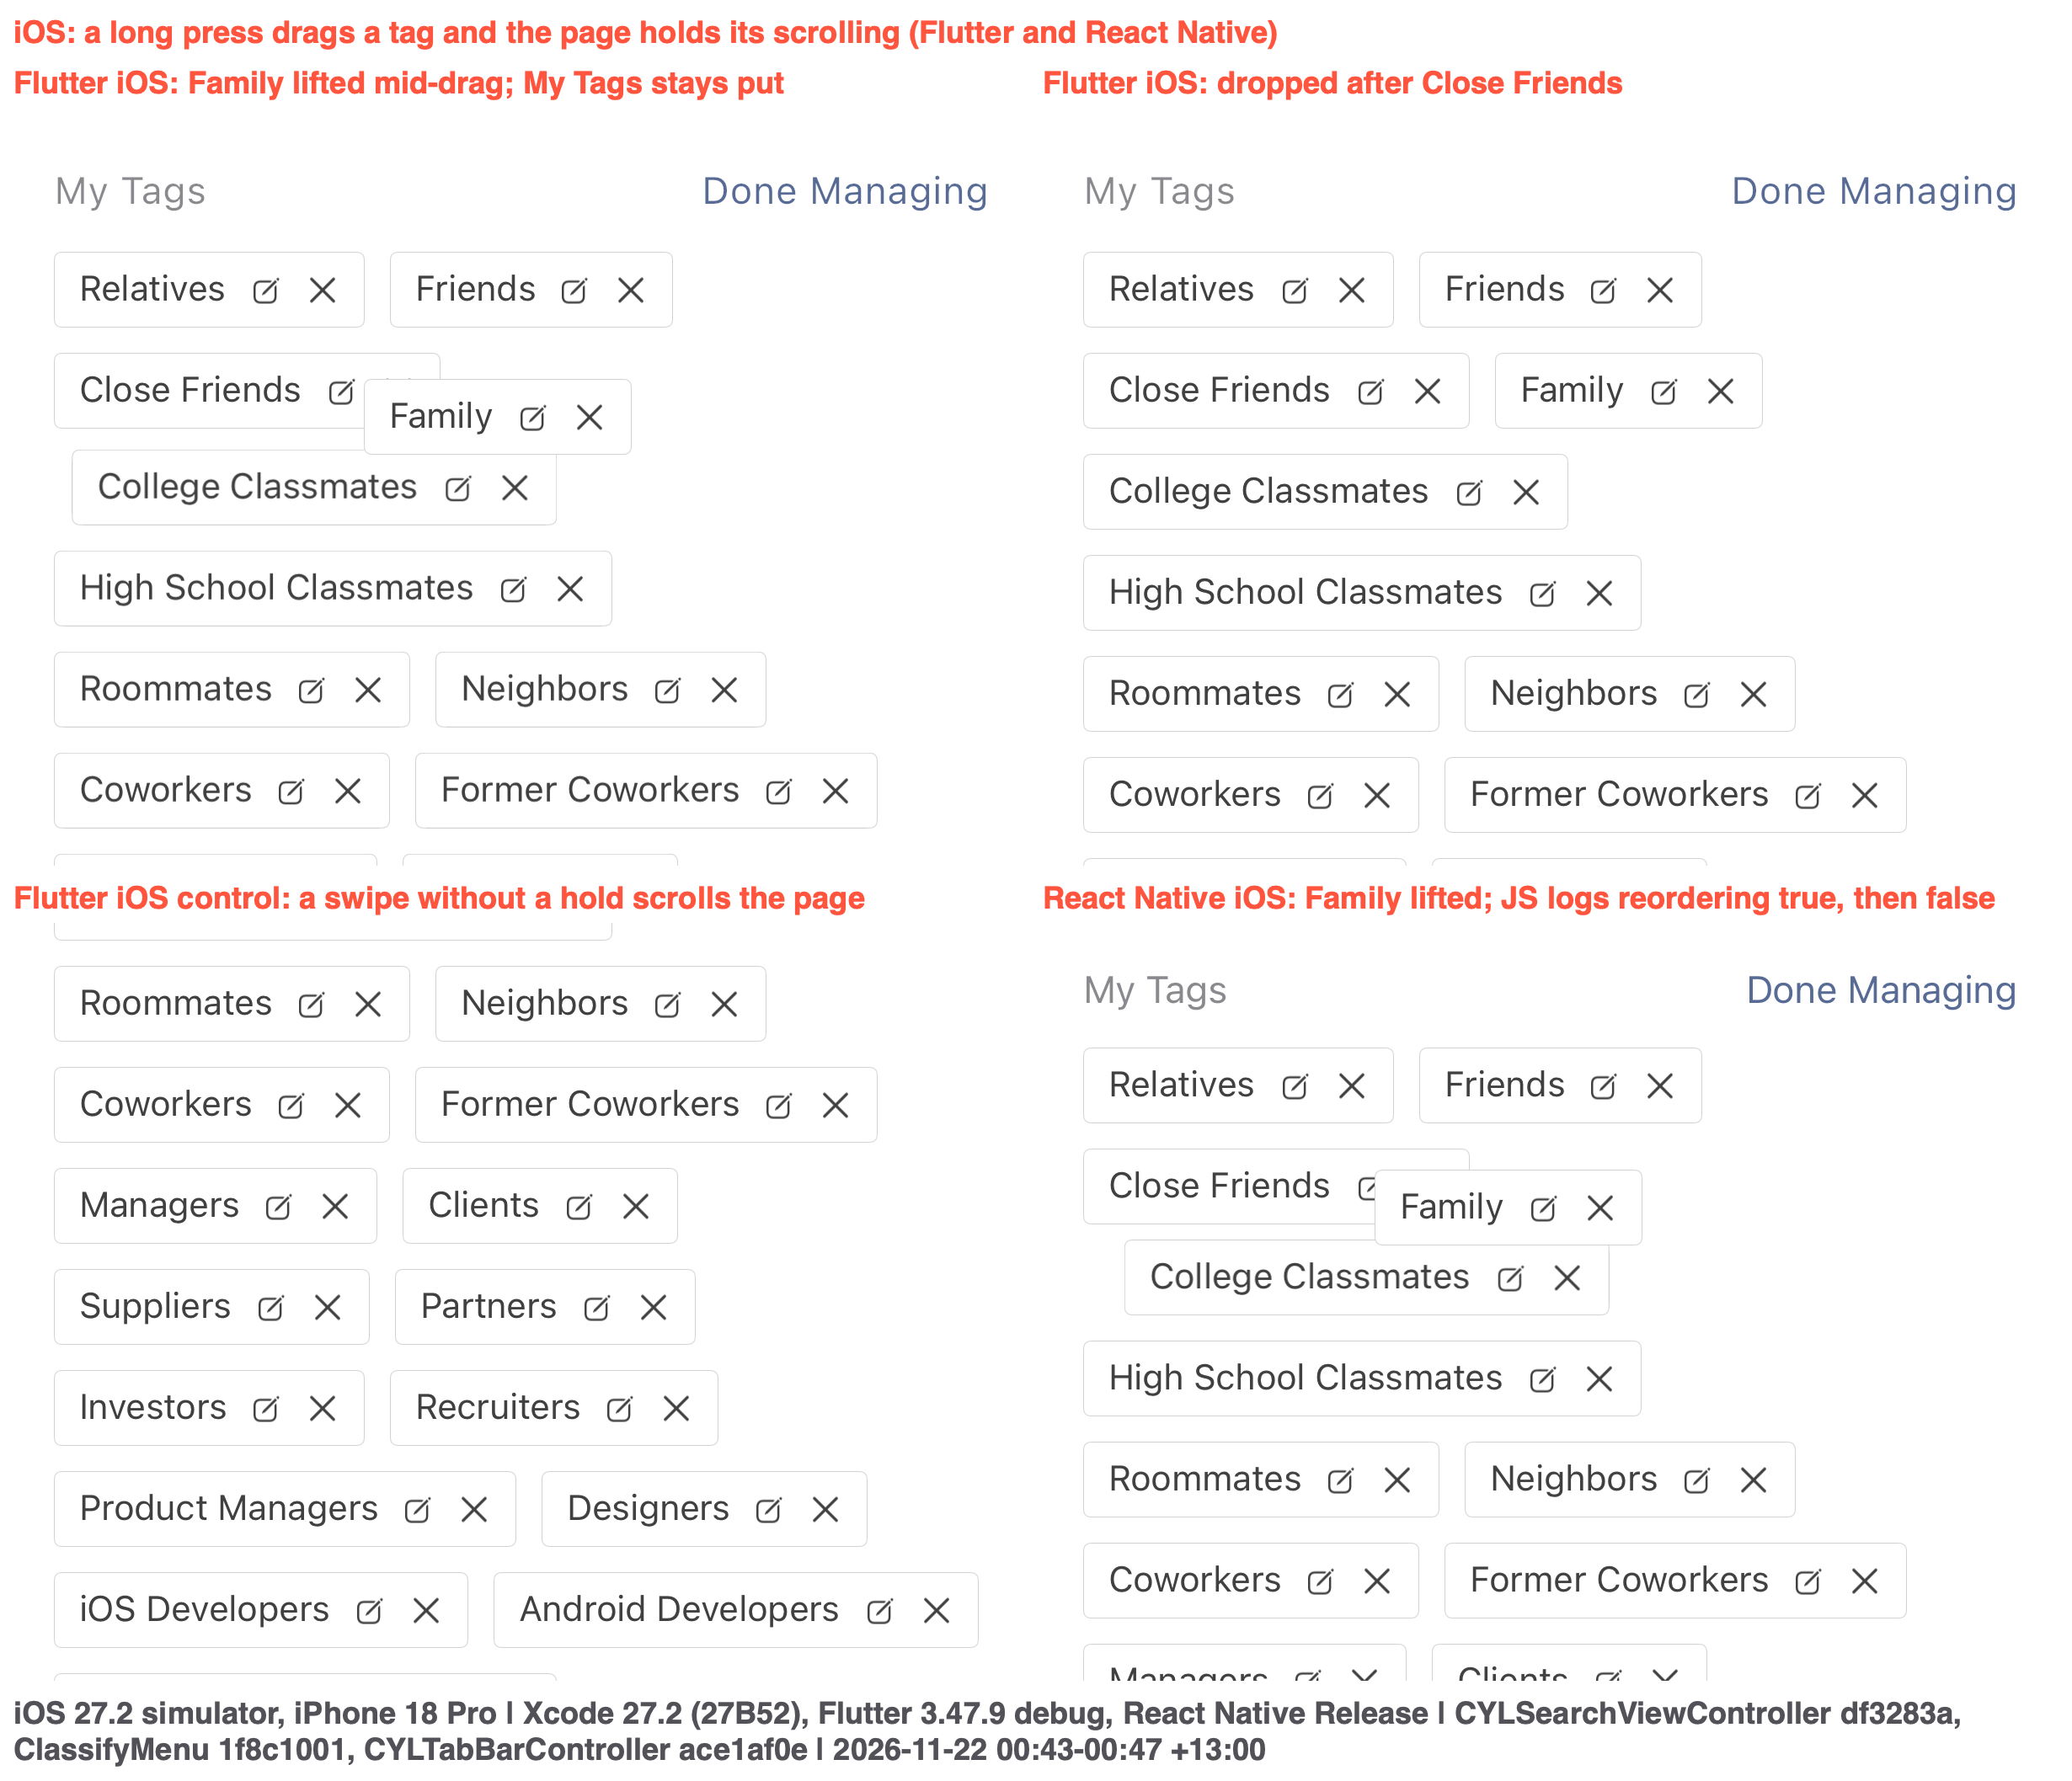 iOS: a long press drags a tag and the page holds its scrolling (Flutter and React Native)
Flutter iOS: Family lifted mid-drag; My Tags stays put
My Tags Done Managing
Relatives Friends
Close Friends
Family
College Classmates
High School Classmates
Roommates Neighbors
Coworkers Former Coworkers
Flutter iOS: dropped after Close Friends
My Tags Done Managing
Relatives Friends
Close Friends Family
College Classmates
High School Classmates
Roommates Neighbors
Coworkers Former Coworkers
Flutter iOS control: a swipe without a hold scrolls the page
Roommates Neighbors
Coworkers Former Coworkers
Managers Clients
Suppliers Partners
Investors Recruiters
Product Managers Designers
iOS Developers Android Developers
React Native iOS: Family lifted; JS logs reordering true, then false
My Tags Done Managing
Relatives Friends
Close Friends
Family
College Classmates
High School Classmates
Roommates Neighbors
Coworkers Former Coworkers
Managers Clients
iOS 27.2 simulator, iPhone 18 Pro | Xcode 27.2 (27B52), Flutter 3.47.9 debug, React Native Release | CYLSearchViewController df3283a,
ClassifyMenu 1f8c1001, CYLTabBarController ace1af0e | 2026-11-22 00:43-00:47 +13:00